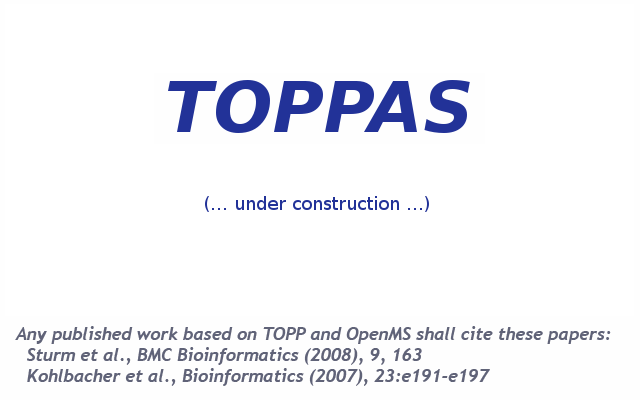 TOPPAS
(... under construction ...)
Any published work based on TOPP and OpenMS shall cite these papers:
Sturm et al., BMC Bioinformatics (2008), 9, 163
Kohlbacher et al., Bioinformatics (2007), 23:e191-e197